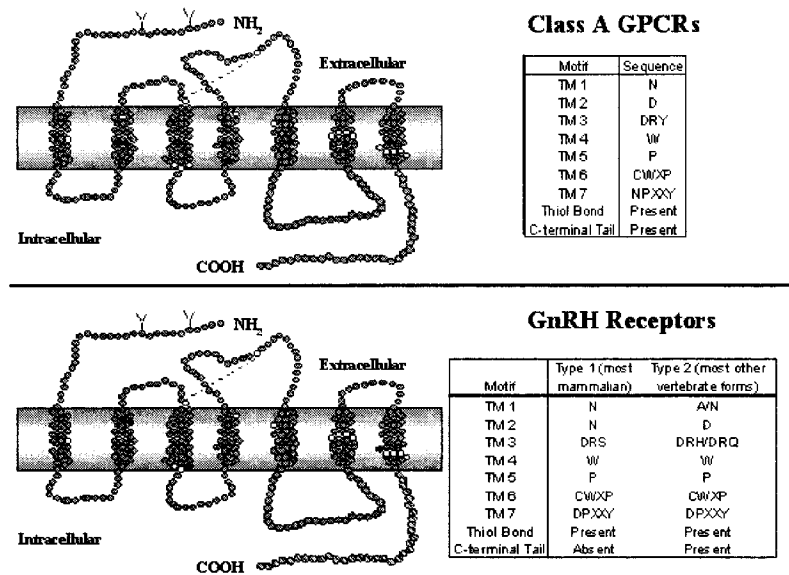 Class A GPCRs
NH2
Extracellular
Intracellular
COOH
Motif Sequence
TM 1 N
TM 2 D
TM 3 DRY
TM 4 W
TM 5 P
TM 6 CWXP
TM 7 NPXXY
Thiol Bond Present
C-terminal Tail Present
GnRH Receptors
NH2
Extracellular
Intracellular
COOH
Type 1 (most Type 2 (most other
Motif mammalian) vertebrate forms)
TM 1 N A/N
TM 2 N D
TM 3 DRS DRH/DRQ
TM 4 W W
TM 5 P P
TM 6 CWXP CWXP
TM 7 DPXXY DPXXY
Thiol Bond Present Present
C-terminal Tail Absent Present